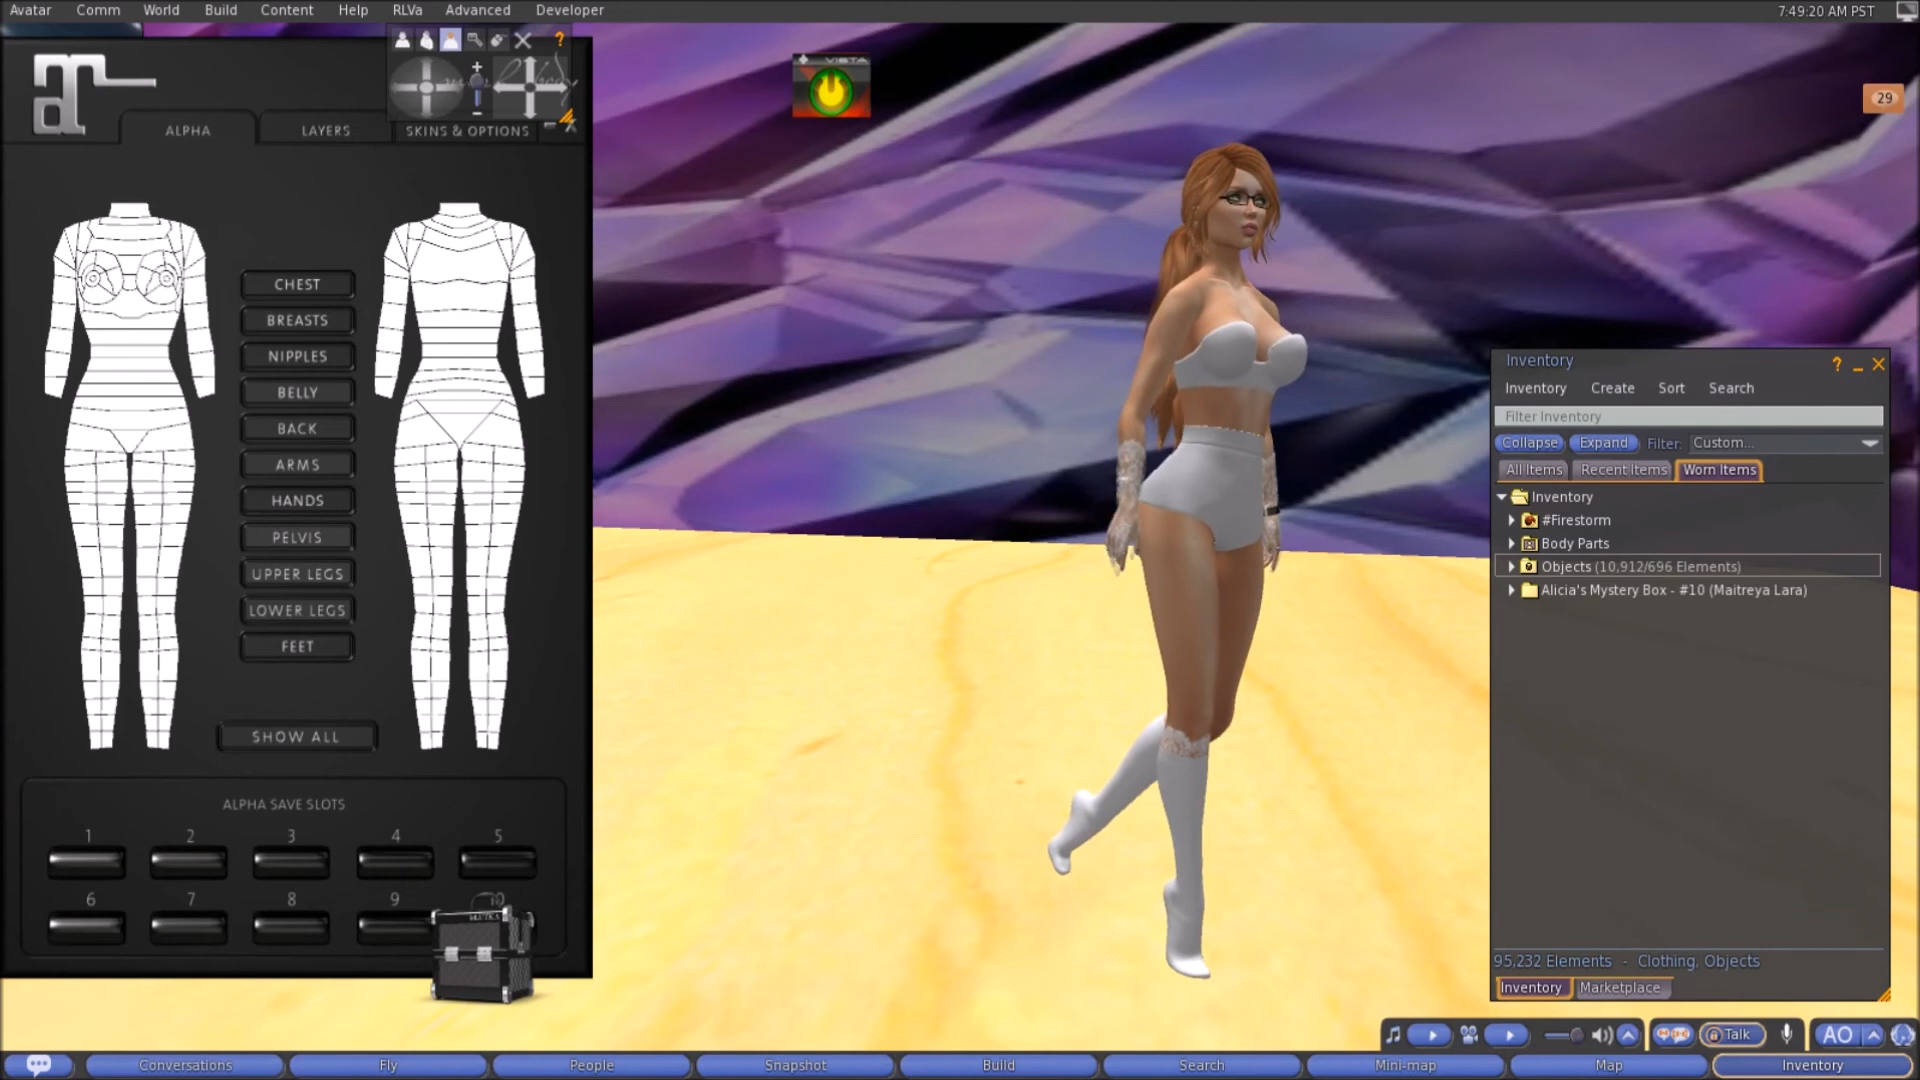 Avatar Comm World Build Content Help RLVa Advanced Developer 7:49:20 AM PST
?
VISTA
29
ALPHA LAYERS SKINS & OPTIONS
CHEST
BREASTS
NIPPLES
BELLY
BACK
ARMS
HANDS
PELVIS
UPPER LEGS
LOWER LEGS
FEET
SHOW ALL
ALPHA SAVE SLOTS
1 2 3 4 5
6 7 8 9 10
Inventory ?
Inventory Create Sort Search
Filter Inventory
Collapse Expand Filter: Custom...
All Items Recent Items Worn Items
Inventory
#Firestorm
Body Parts
Objects (10,912/696 Elements)
Alicia's Mystery Box - #10 (Maitreya Lara)
95,232 Elements - Clothing, Objects
Inventory Marketplace
Talk AO
Conversations Fly People Snapshot Build Search Mini-map Map Inventory